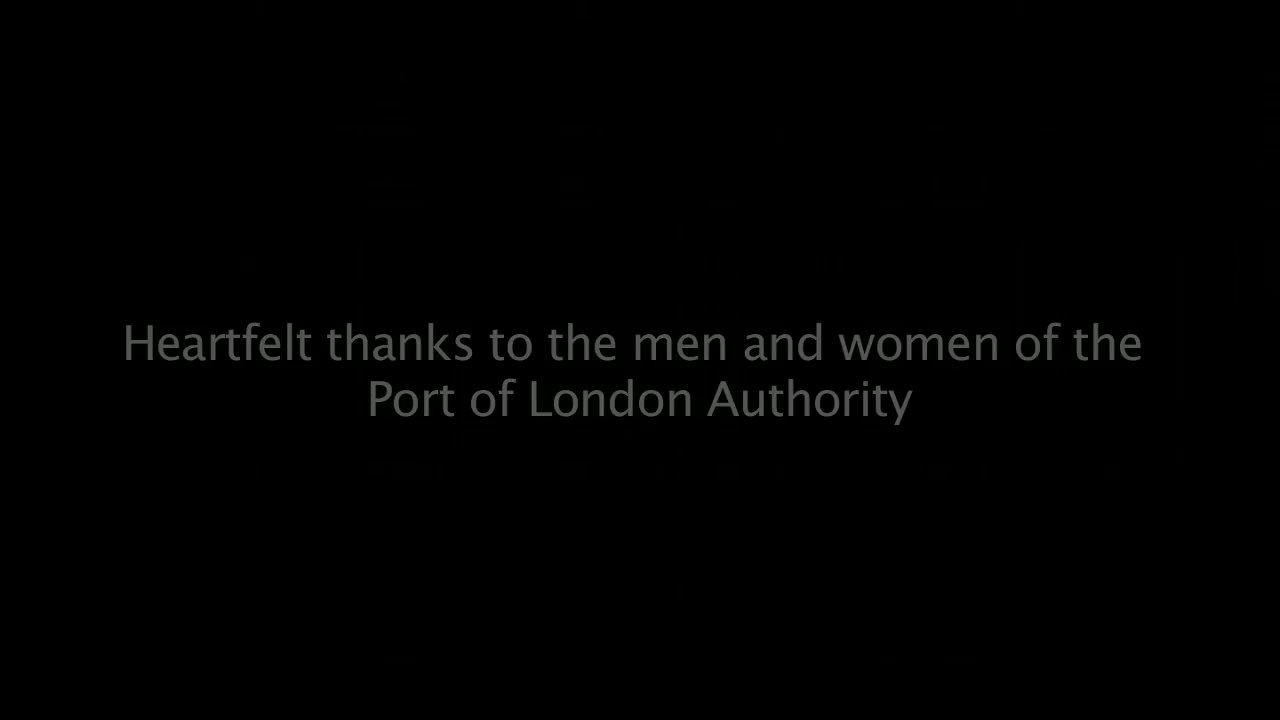 Heartfelt thanks to the men and women of the
Port of London Authority